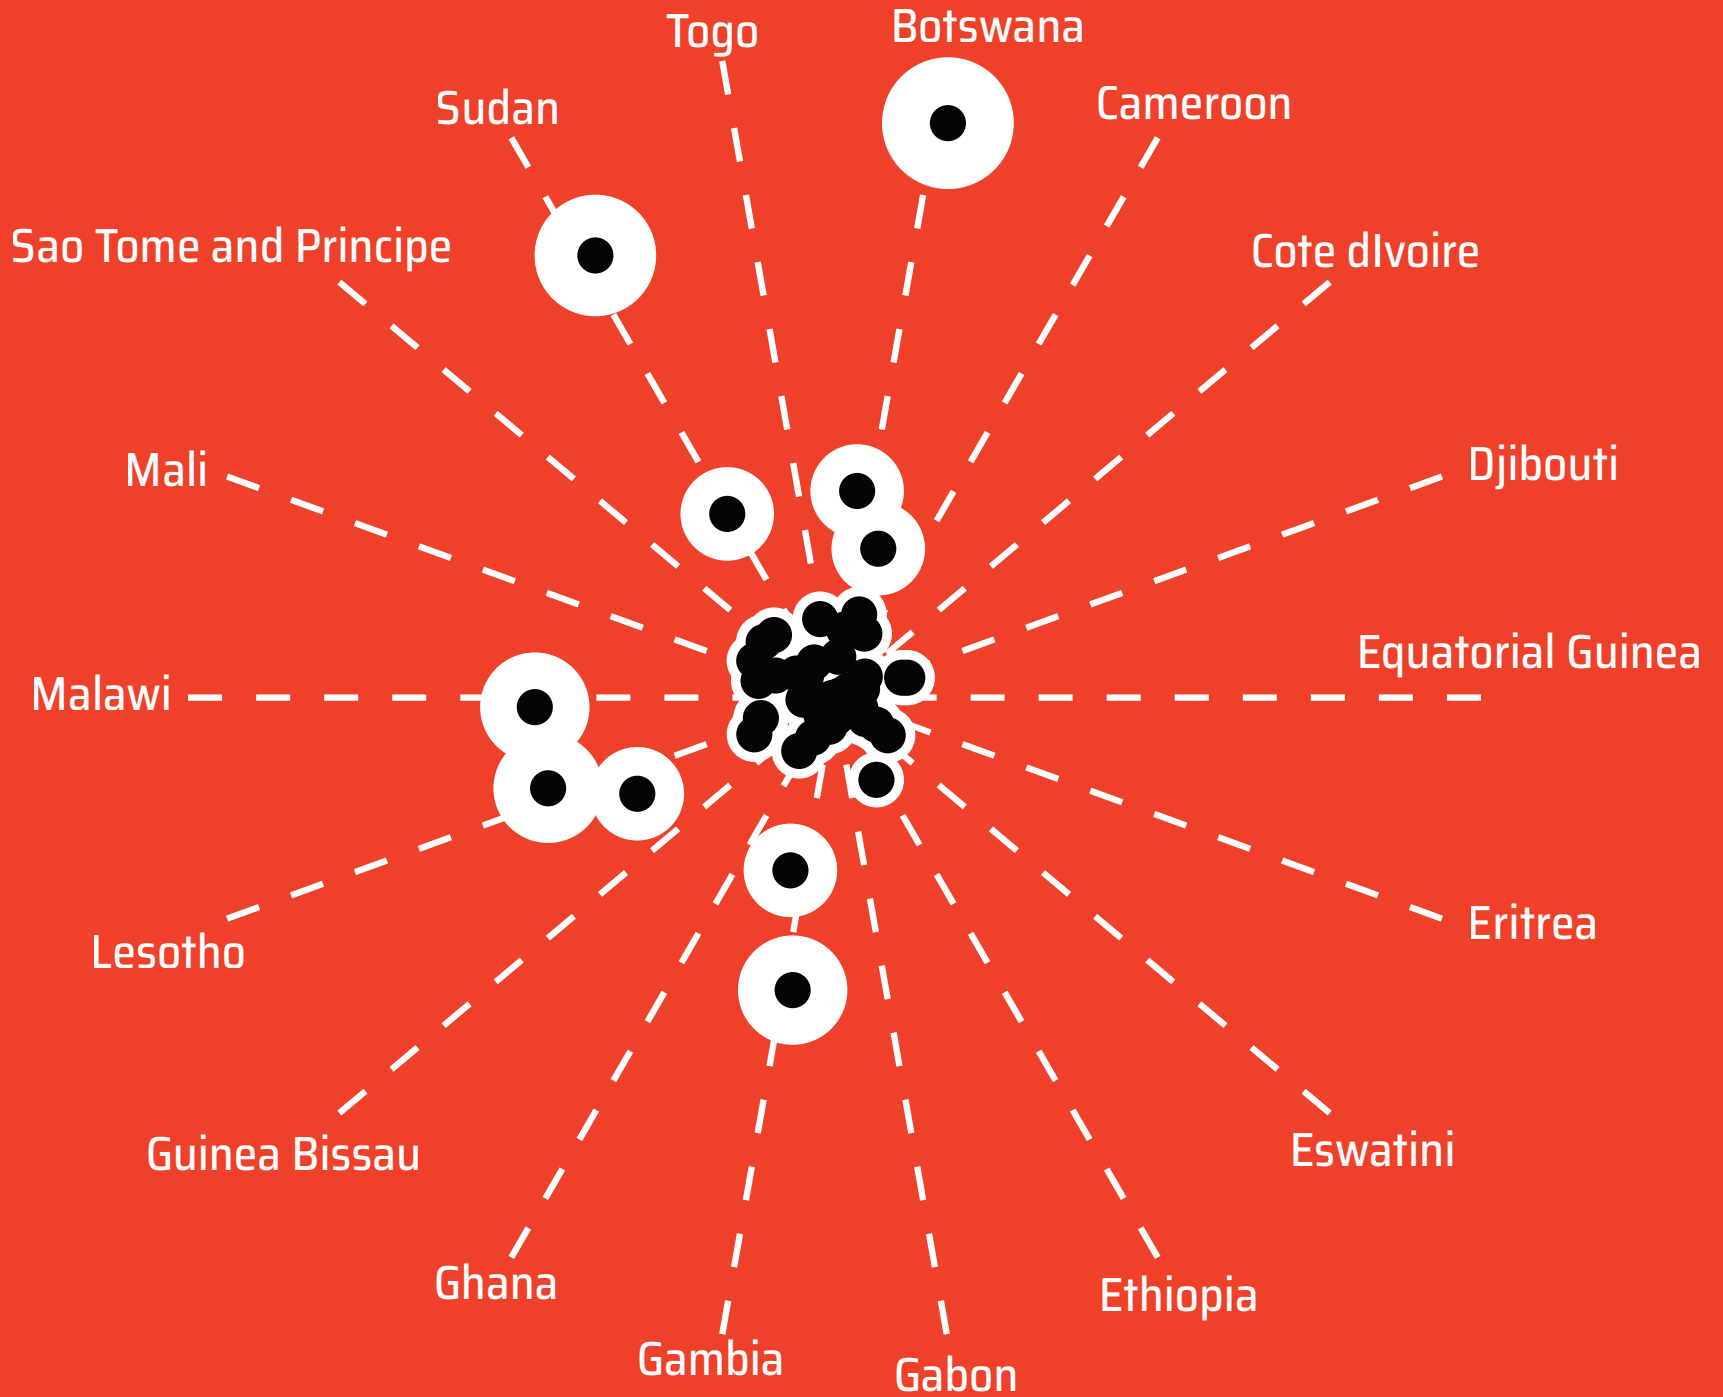 Togo
Botswana
Sudan
Cameroon
Sao Tome and Principe
Cote dIvoire
Mali
Djibouti
Equatorial Guinea
Malawi
Lesotho
Eritrea
Guinea Bissau
Eswatini
Ghana
Ethiopia
Gambia
Gabon